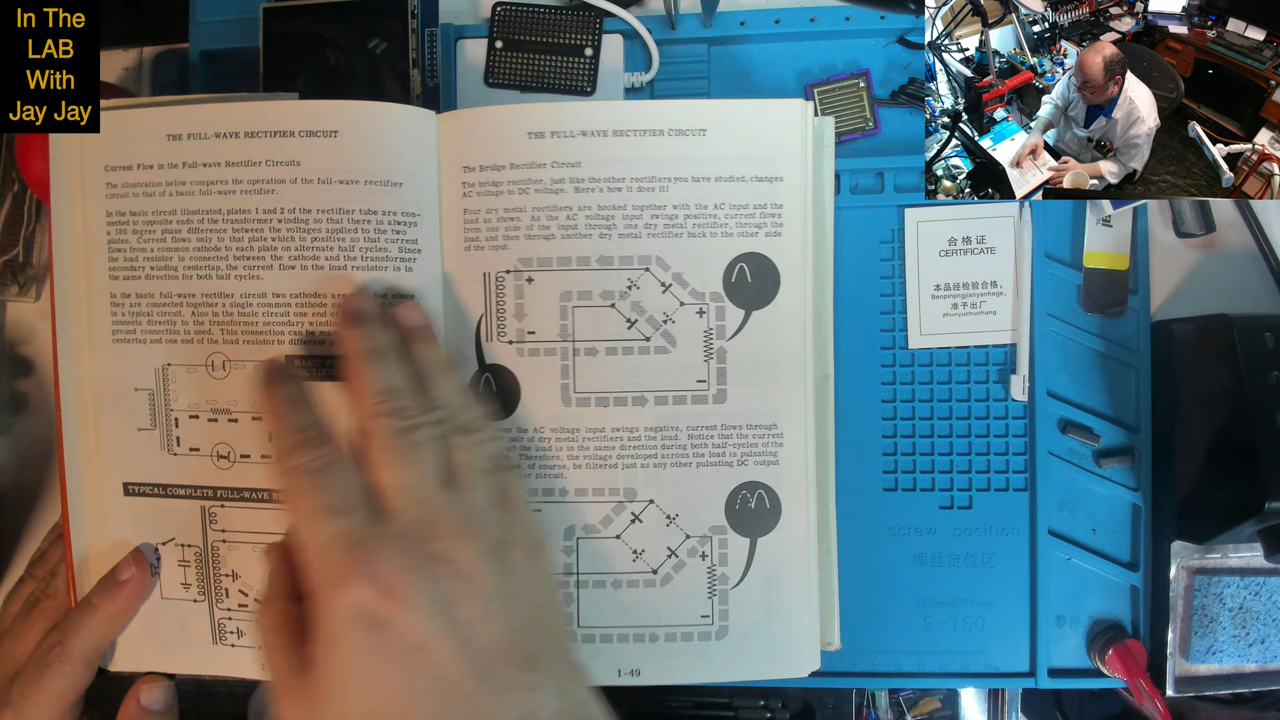 In The
LAB
With
Jay Jay
THE FULL-WAVE RECTIFIER CIRCUIT
Current Flow in the Full-wave Rectifier Circuits
The illustration below compares the operation of the full-wave rectifier
circuit to that of a basic full-wave rectifier.
In the basic circuit illustrated, plates 1 and 2 of the rectifier tube are con-
nected to opposite ends of the transformer winding so that there is always
a 180 degree phase difference between the voltages applied to the two
plates. Current flows only to that plate which is positive so that current
flows from a common cathode to each plate on alternate half cycles. Since
the load resistor is connected between the cathode and the transformer
secondary winding centertap, the current flow in the load resistor is in
the same direction for both half cycles.
In the basic full-wave rectifier circuit two cathodes are but since
they are connected together a single common cathode
in a typical circuit. Also in the basic circuit one end of
connects directly to the transformer secondary winding
ground connection is used. This connection can be
centertap and one end of the load resistor to different
BASIC
TYPICAL COMPLETE FULL-WAVE
THE FULL-WAVE RECTIFIER CIRCUIT
The Bridge Rectifier Circuit
The bridge rectifier, just like the other rectifiers you have studied, changes
AC voltage to DC voltage. Here's how it does it!
Four dry metal rectifiers are hooked together with the AC input and the
load as shown. As the AC voltage input swings positive, current flows
from one side of the input through one dry metal rectifier, through the
load, and then through another dry metal rectifier back to the other side
of the input.
+
-
+
-
the AC voltage input swings negative, current flows through
pair of dry metal rectifiers and the load. Notice that the current
the load is in the same direction during both half-cycles of the
Therefore, the voltage developed across the load is pulsating
of course, be filtered just as any other pulsating DC output
circuit.
+
-
1-49
合格证
CERTIFICATE
本品经检验合格，
Benpinjingjianyanhege,
准予出厂
zhunyuchuchang
screw position
螺丝定位区
S-160